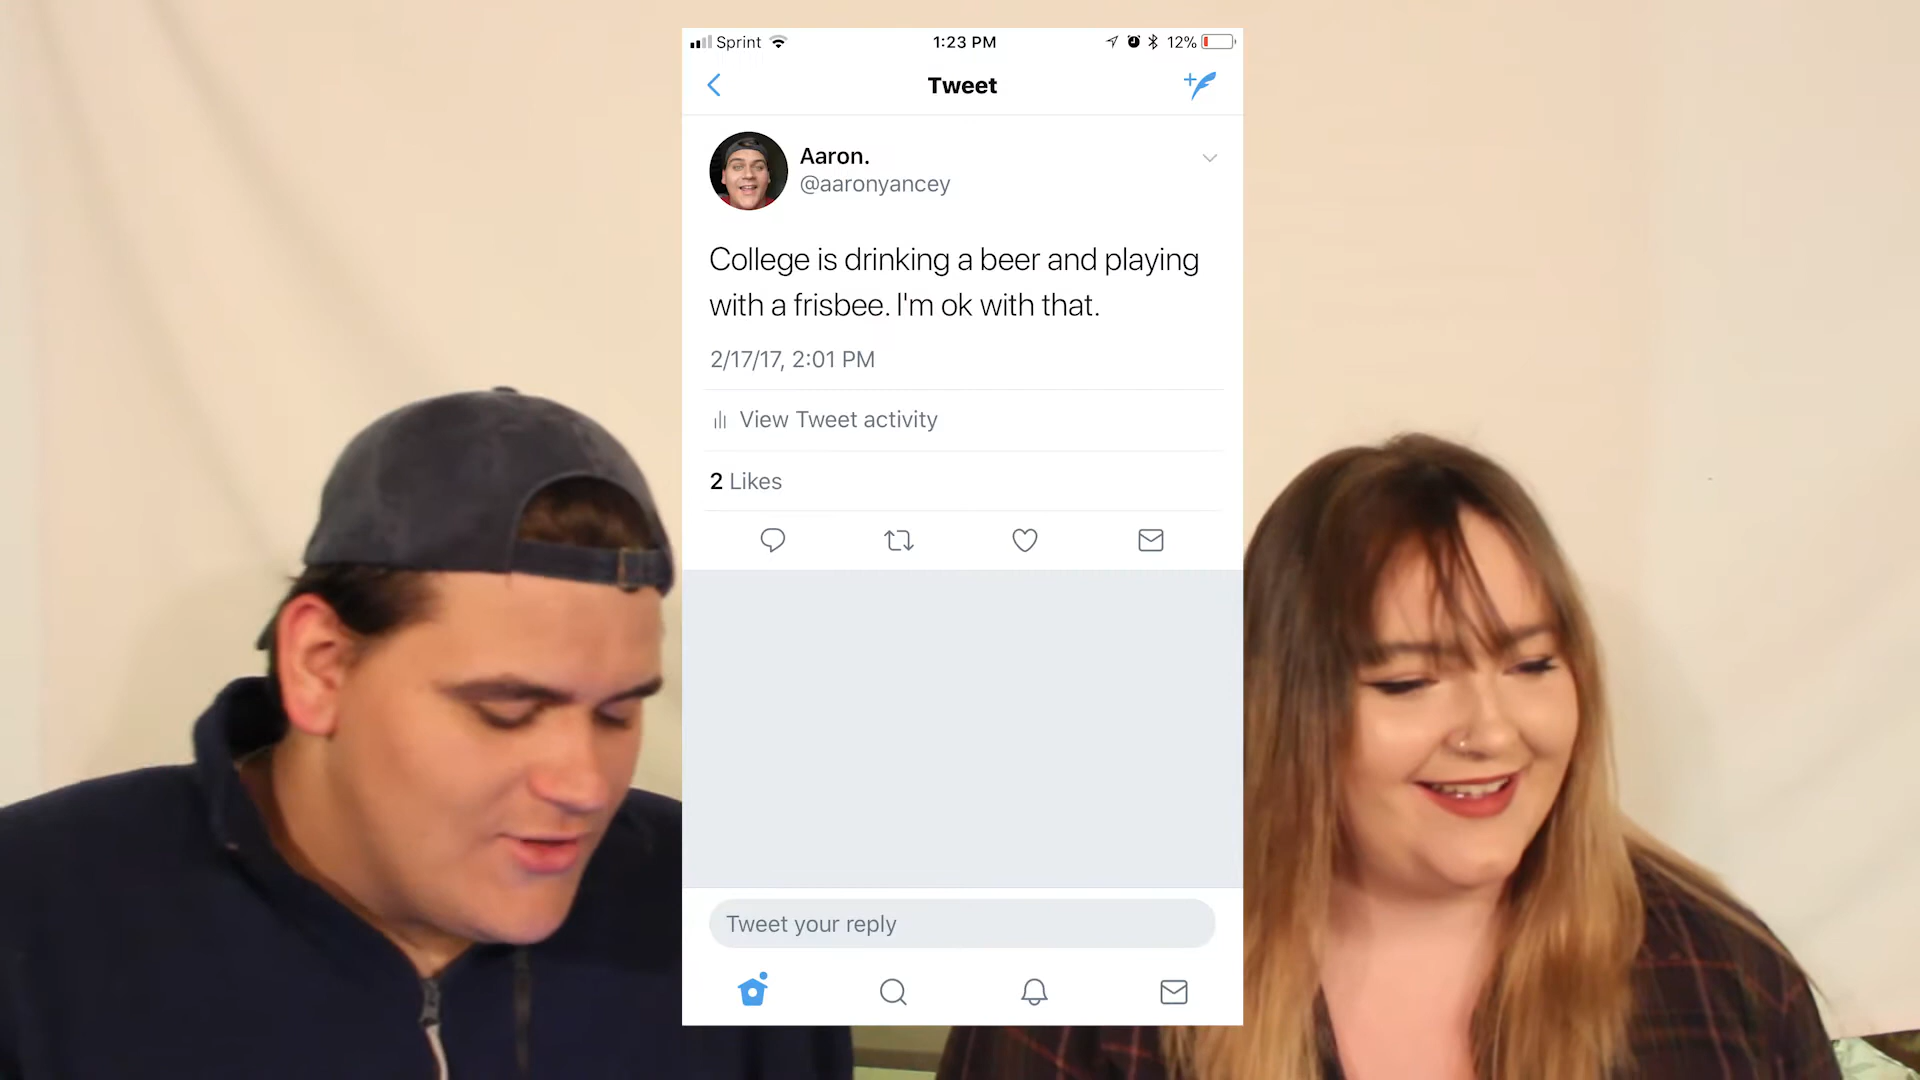 Sprint 1:23 PM 12%
Tweet
Aaron.
@aaronyancey
College is drinking a beer and playing
with a frisbee. I'm ok with that.
2/17/17, 2:01 PM
View Tweet activity
2 Likes
Tweet your reply